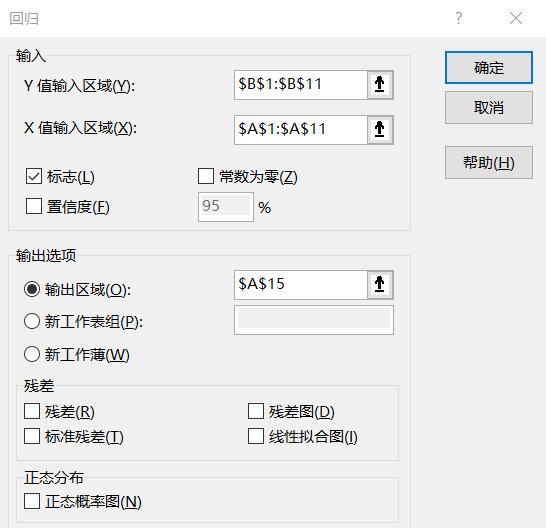 回归
输入
Y 值输入区域(Y): $B$1:$B$11
X 值输入区域(X): $A$1:$A$11
标志(L) 常数为零(Z)
置信度(F) 95 %
确定
取消
帮助(H)
输出选项
输出区域(O): $A$15
新工作表组(P):
新工作薄(W)
残差
残差(R) 残差图(D)
标准残差(T) 线性拟合图(I)
正态分布
正态概率图(N)